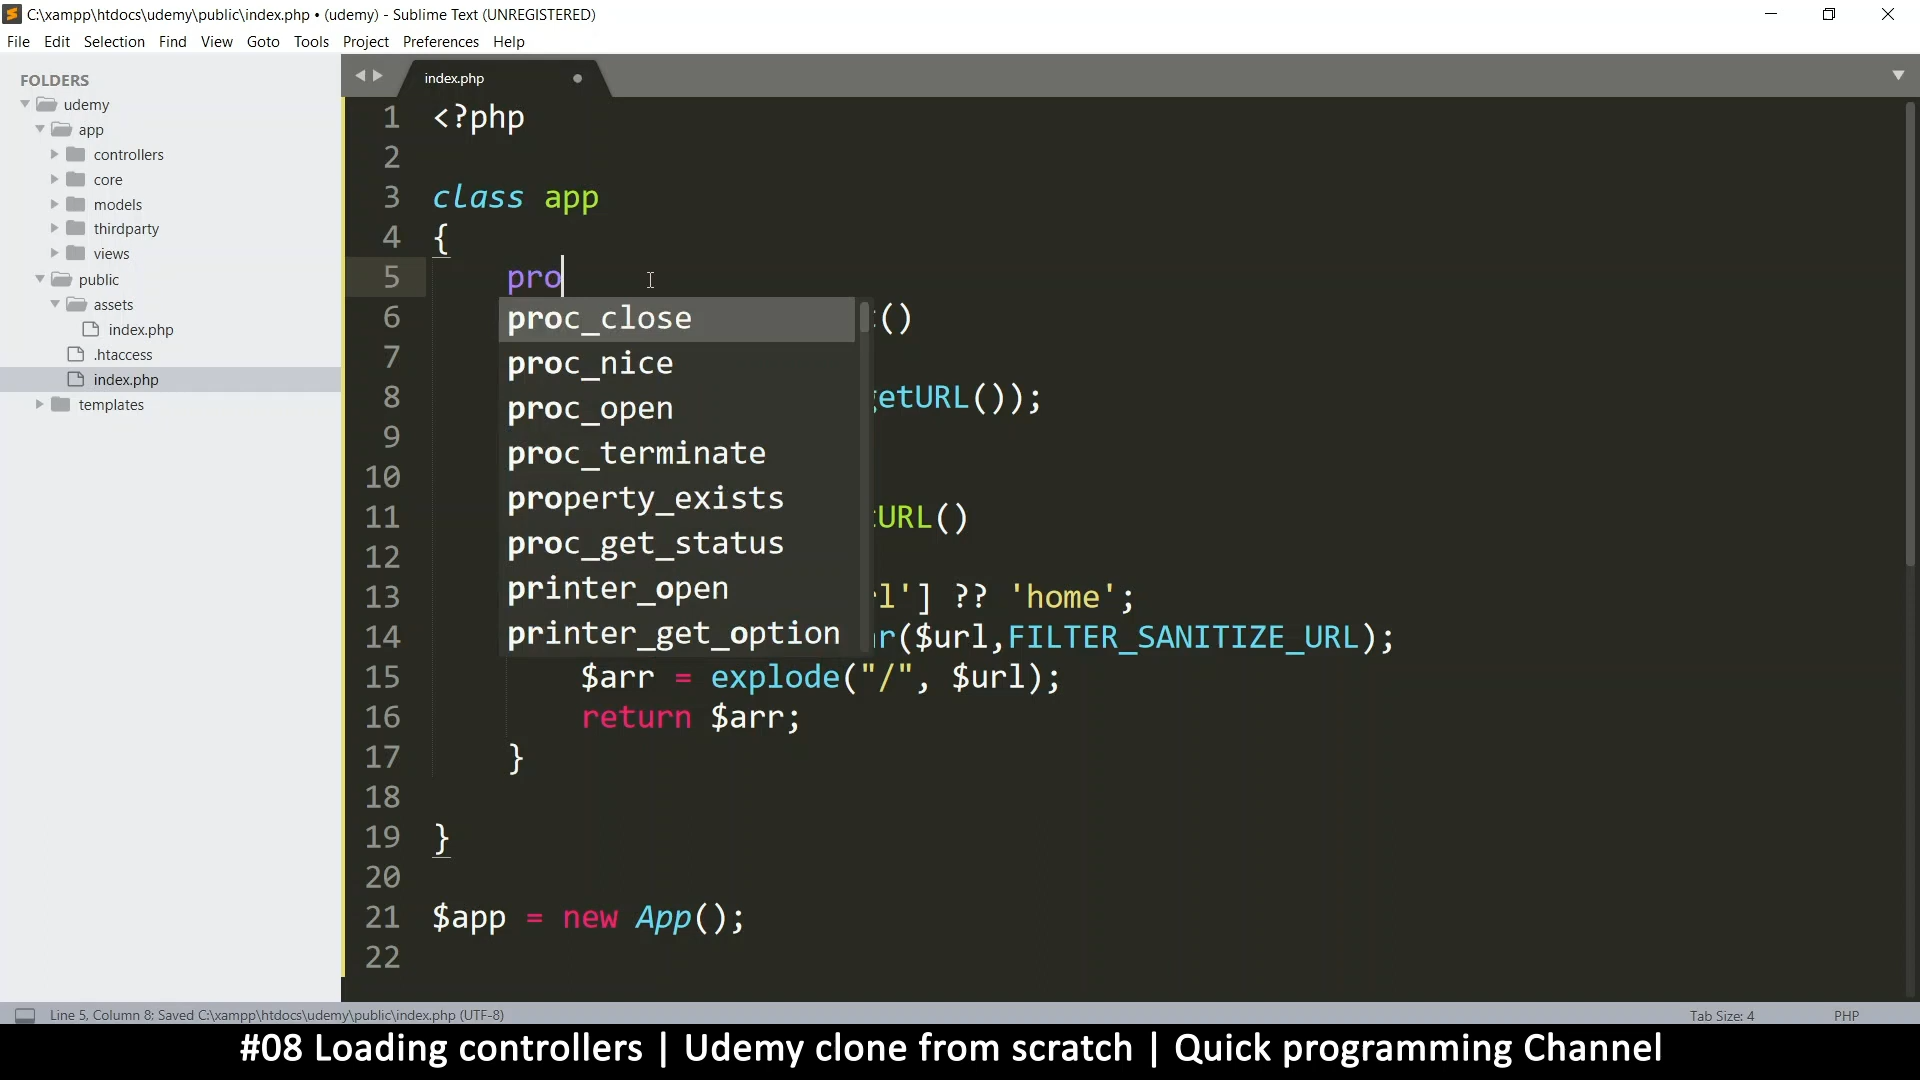 C:\xampp\htdocs\udemy\public\index.php • (udemy) - Sublime Text (UNREGISTERED)
File Edit Selection Find View Goto Tools Project Preferences Help
FOLDERS
udemy
app
controllers
core
models
thirdparty
views
public
assets
index.php
.htaccess
index.php
templates
index.php
1 <?php
2
3 class app
4 {
5 pro
proc_close
proc_nice
proc_open
proc_terminate
property_exists
proc_get_status
printer_open
printer_get_option
6 ()
7
8 etURL());
9
10
11 URL()
12
13 l'] ?? 'home';
14 r($url,FILTER_SANITIZE_URL);
15 $arr = explode("/", $url);
16 return $arr;
17 }
18
19 }
20
21 $app = new App();
22
Line 5, Column 8; Saved C:\xampp\htdocs\udemy\public\index.php (UTF-8) Tab Size: 4 PHP
#08 Loading controllers | Udemy clone from scratch | Quick programming Channel